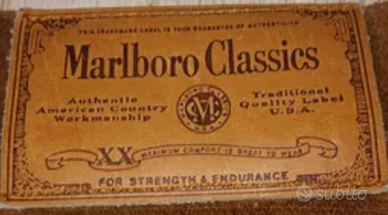 THIS TRADEMARK LABEL IS YOUR GUARANTEE OF AUTHENTICITY
Marlboro Classics
Authentic
American Country
Workmanship
Traditional
Quality Label
U.S.A.
XX
MAXIMUM COMFORT IS GREAT TO WEAR
FOR STRENGTH & ENDURANCE
subito